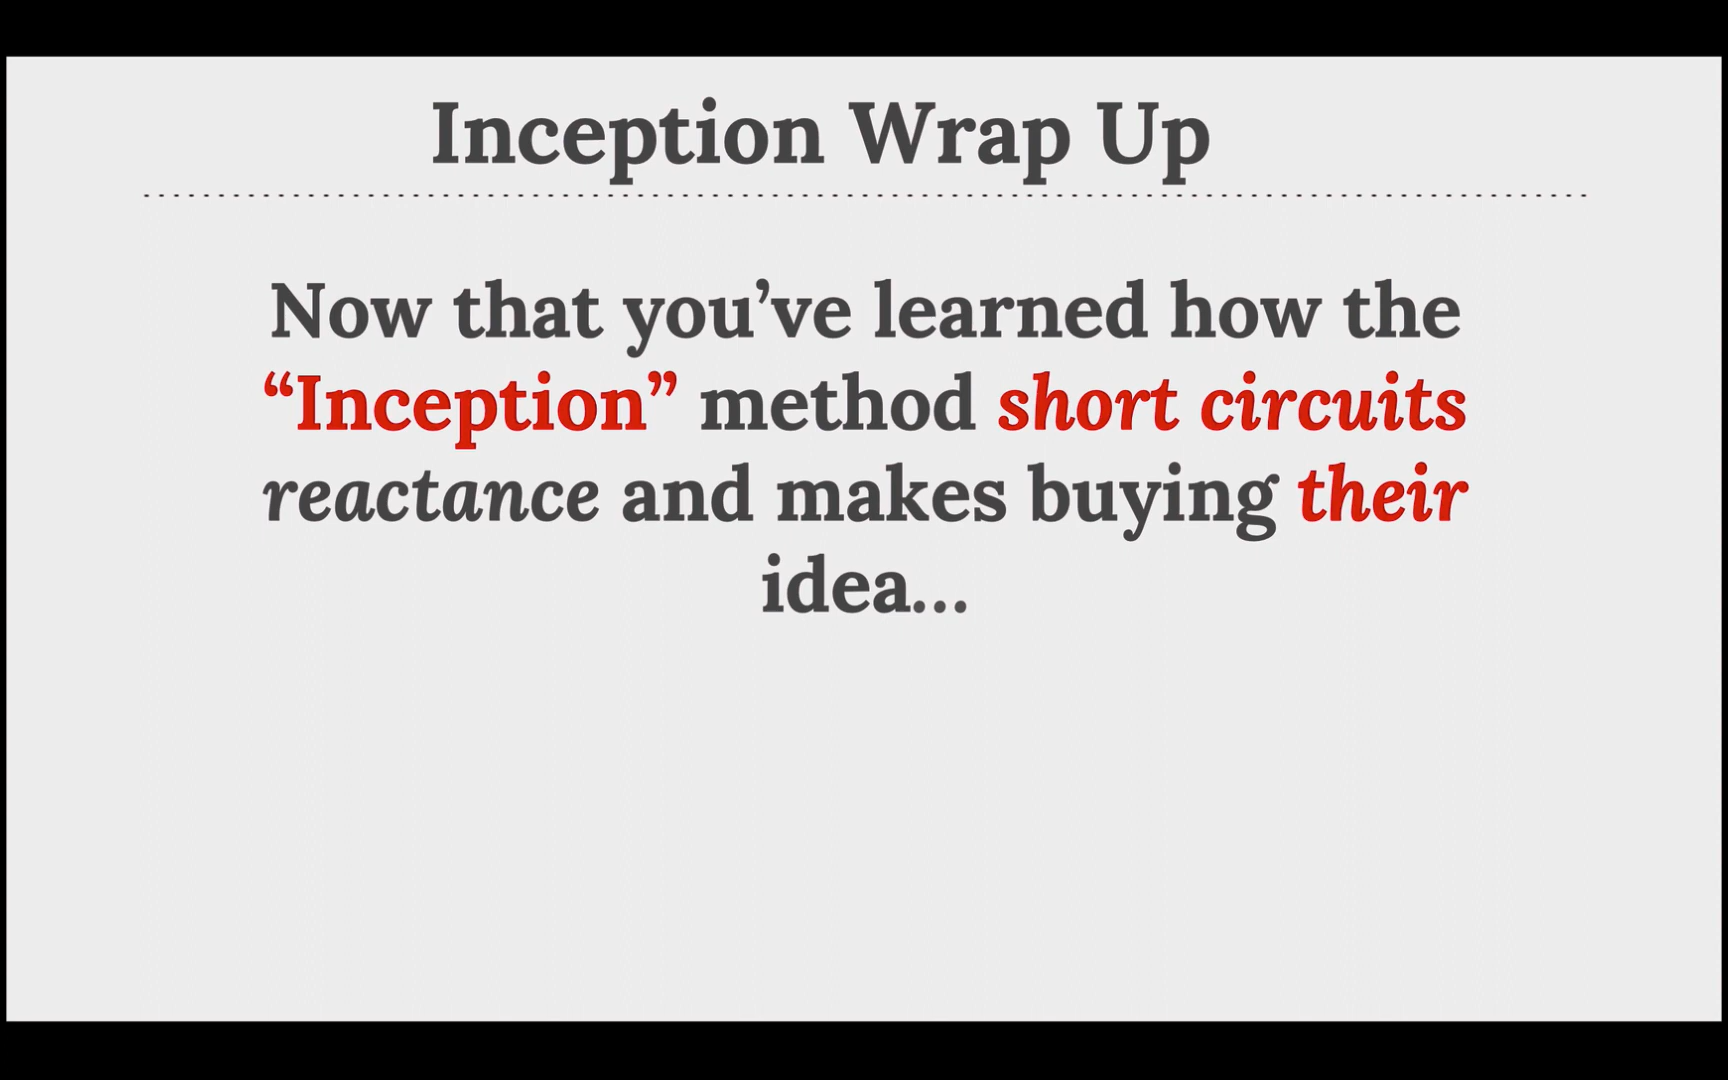 Inception Wrap Up
Now that you’ve learned how the
“Inception” method short circuits
reactance and makes buying their
idea…